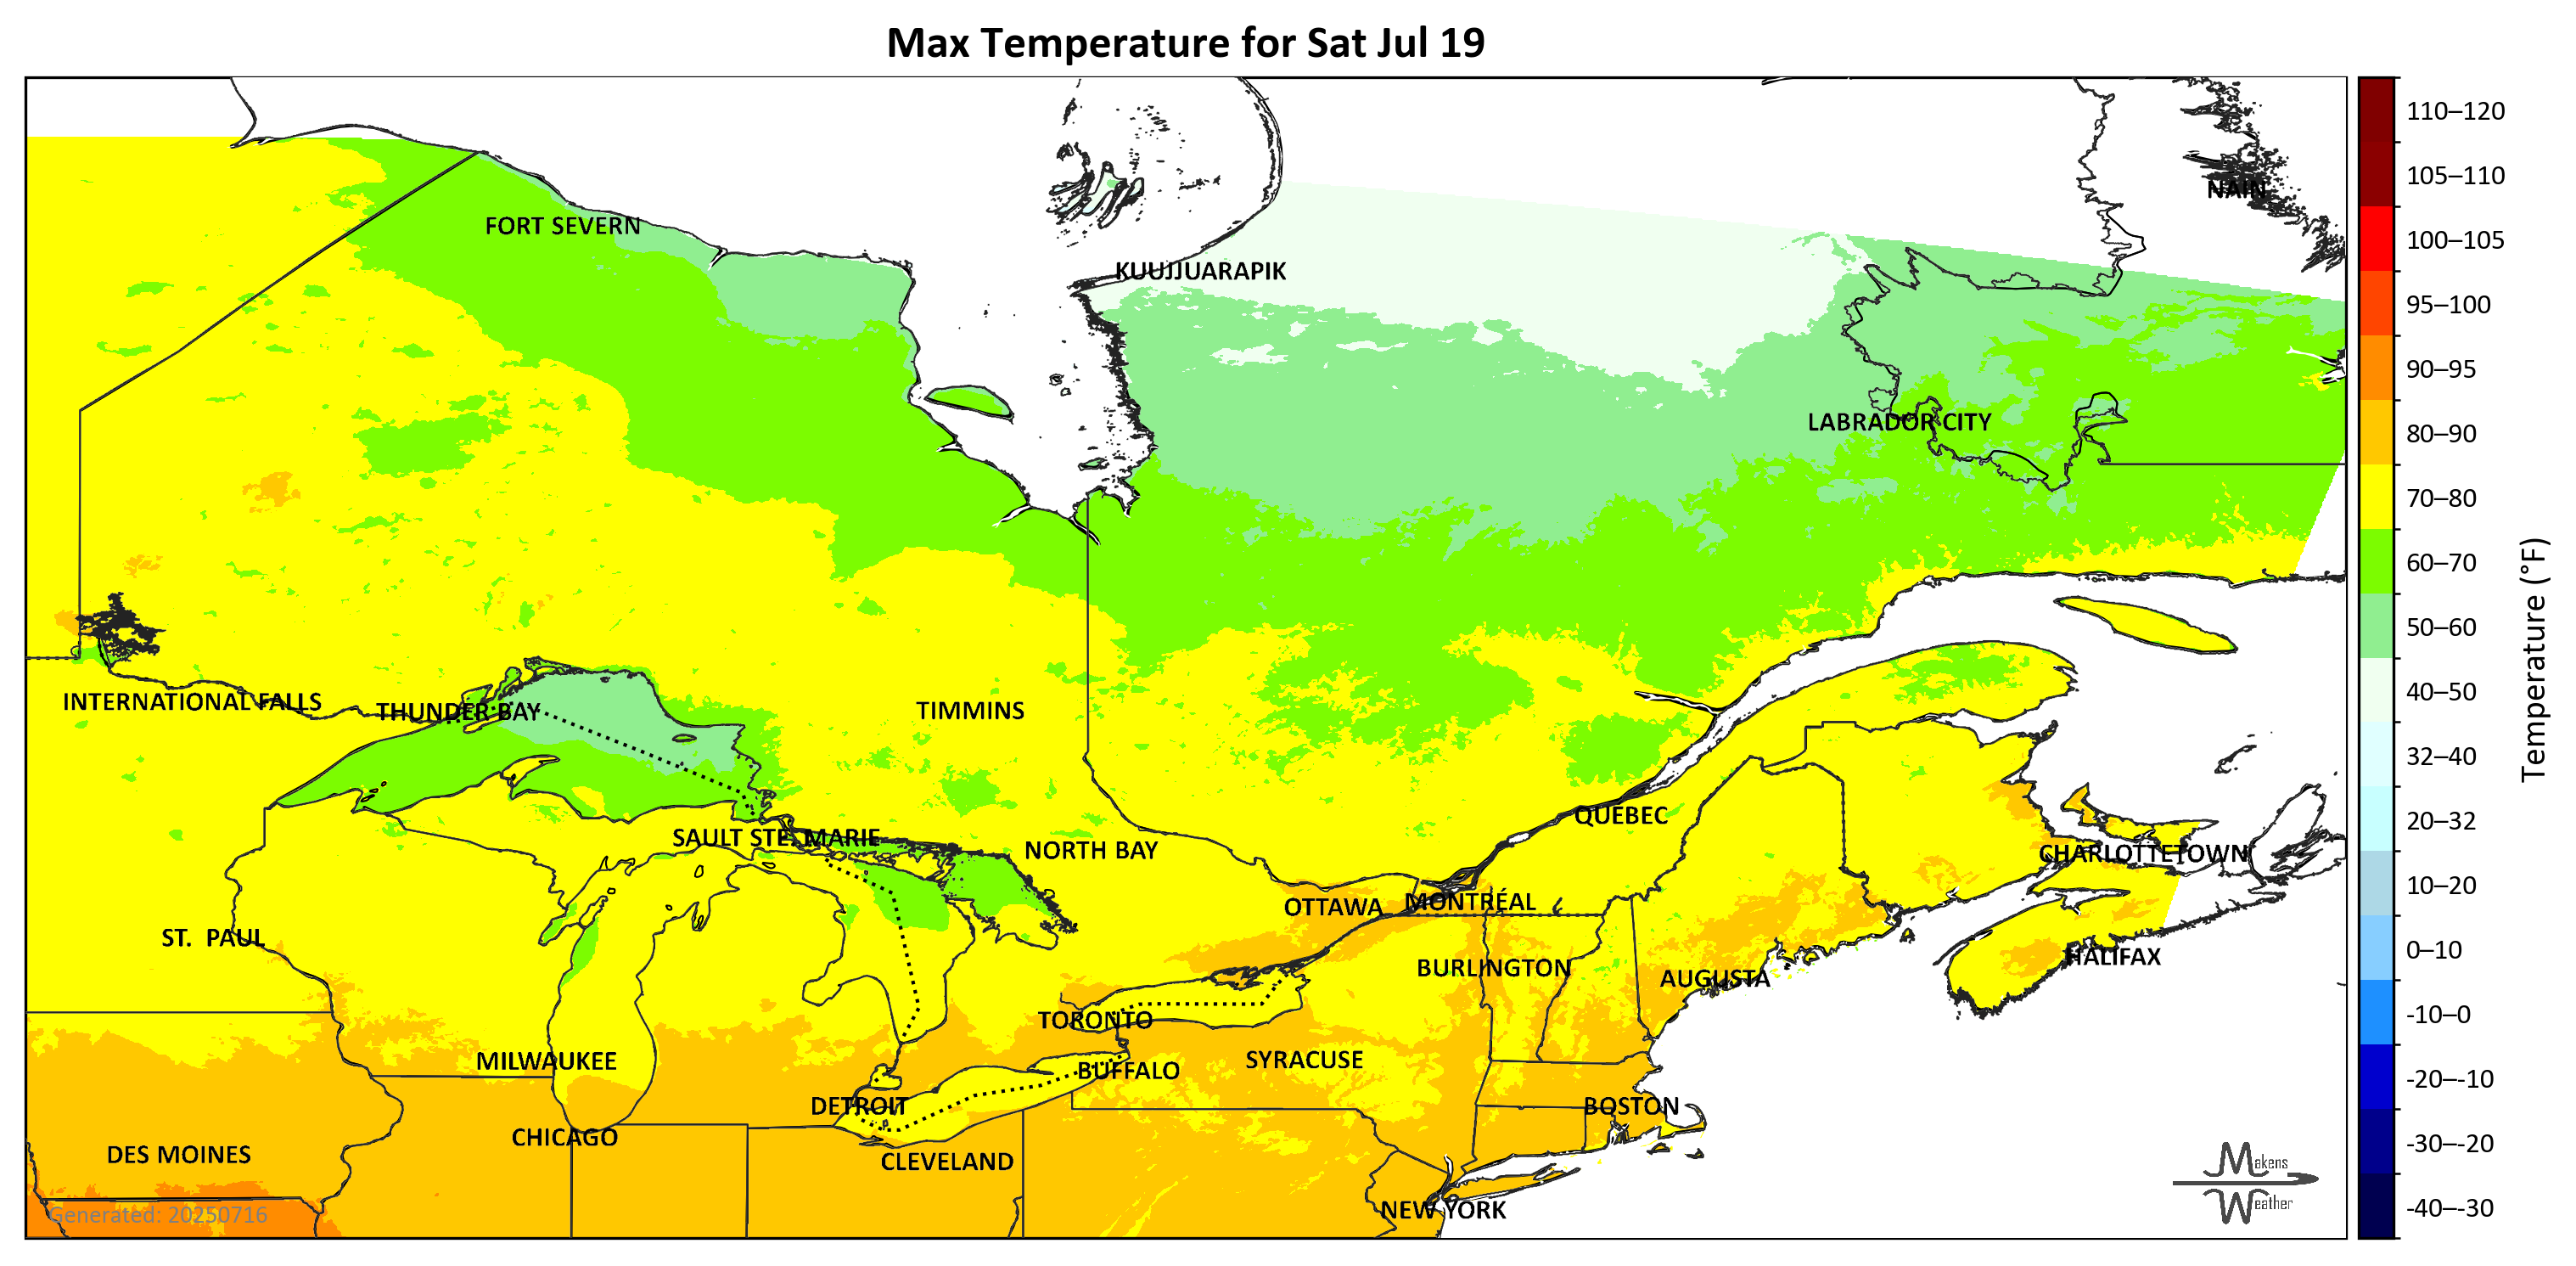 Max Temperature for Sat Jul 19
NAIN
FORT SEVERN
KUUJJUARAPIK
LABRADOR CITY
INTERNATIONAL FALLS
THUNDER BAY
TIMMINS
QUÉBEC
SAULT STE. MARIE
NORTH BAY
CHARLOTTETOWN
OTTAWA
MONTRÉAL
ST. PAUL
HALIFAX
BURLINGTON
AUGUSTA
TORONTO
MILWAUKEE
SYRACUSE
BUFFALO
DETROIT
BOSTON
CHICAGO
DES MOINES
CLEVELAND
NEW YORK
Generated: 20250716
Makens
Weather
110–120
105–110
100–105
95–100
90–95
80–90
70–80
60–70
50–60
40–50
32–40
20–32
10–20
0–10
-10–0
-20–-10
-30–-20
-40–-30
Temperature (°F)